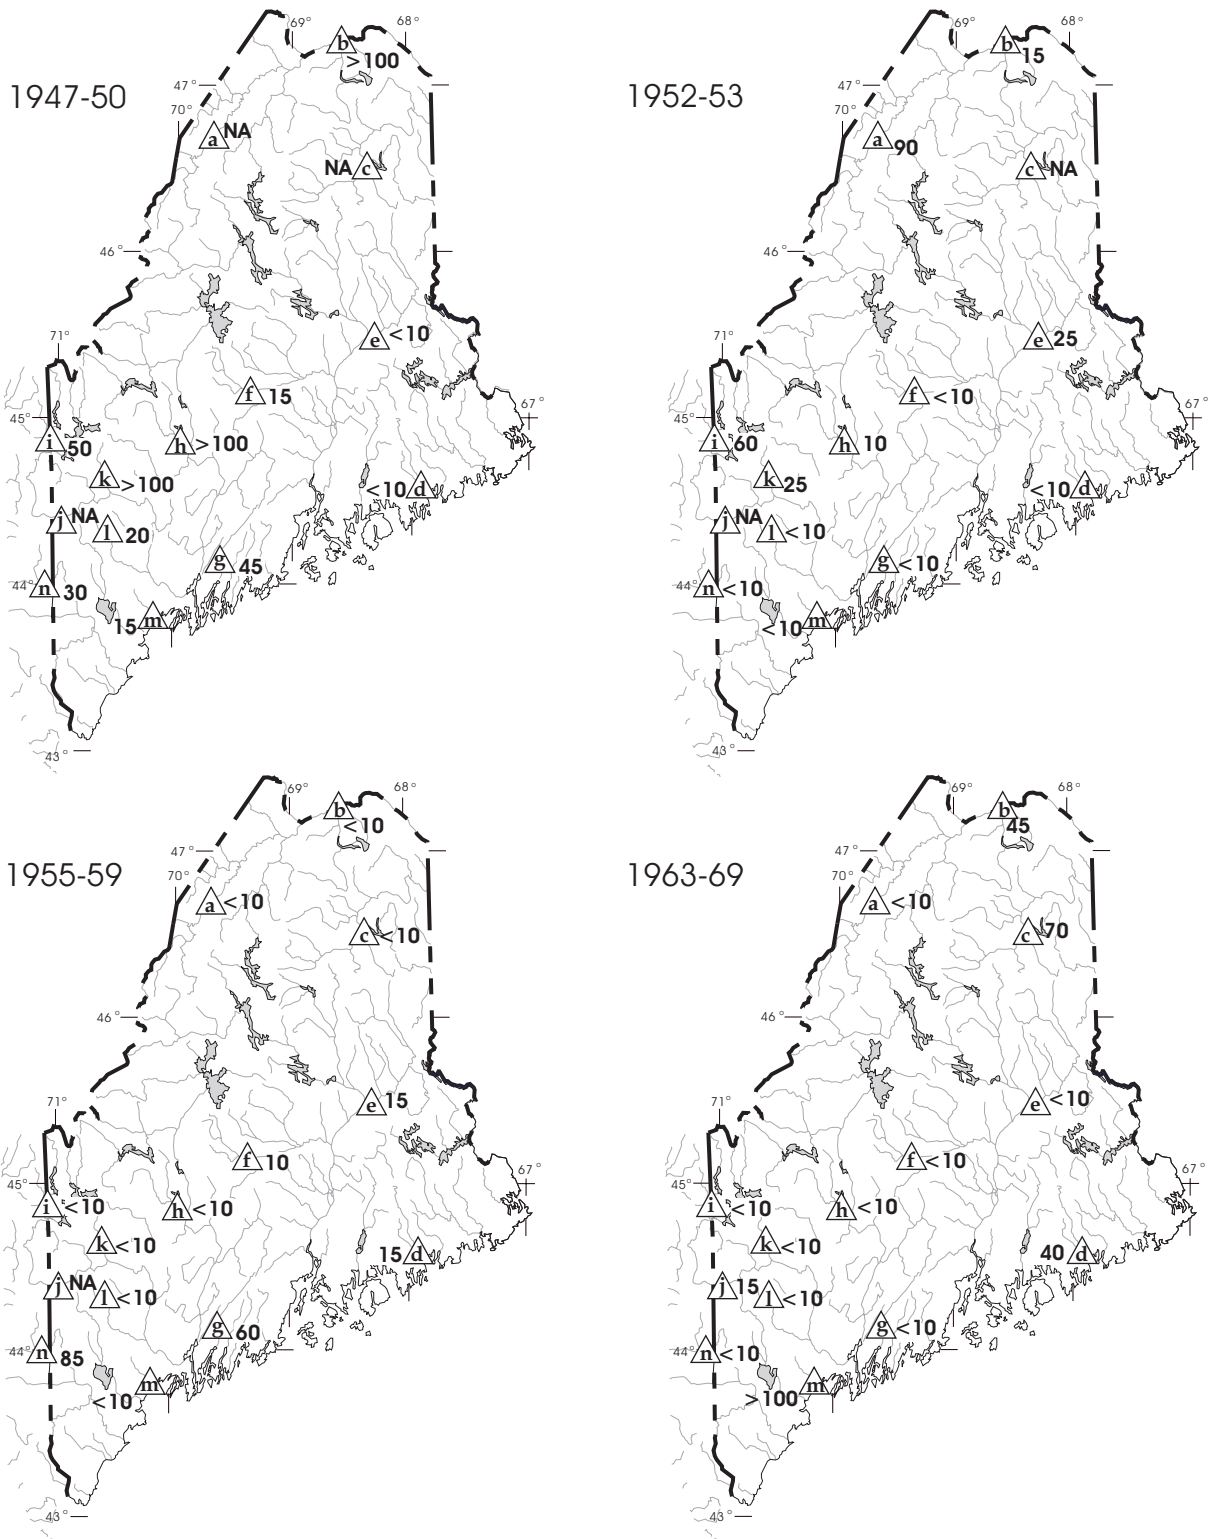 69° 68°
b
>100
1947-50
47°
70°
a NA
NA c
46°
e <10
71°
f 15
45°
67°
i 50
h >100
k >100
<10 d
j NA
l 20
g 45
44° n 30
15 m
43°
69° 68°
b
15
1952-53
47°
70°
a 90
c NA
46°
e 25
71°
f <10
45°
67°
i 60
h 10
k 25
<10 d
j NA
l <10
g <10
44° n <10
<10 m
43°
69° 68°
b
<10
1955-59
47°
70°
a <10
c <10
46°
e 15
71°
f 10
45°
67°
i <10
h <10
k <10
15 d
j NA
l <10
g 60
44° n 85
<10 m
43°
69° 68°
b
45
1963-69
47°
70°
a <10
c 70
46°
e <10
71°
f <10
45°
67°
i <10
h <10
k <10
40 d
j 15
l <10
g <10
44° n <10
>100 m
43°